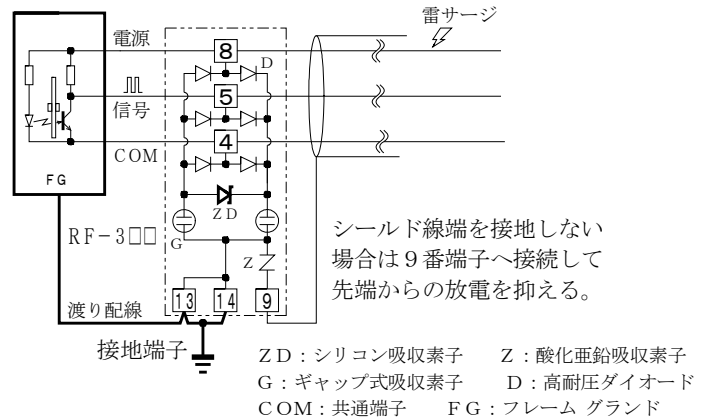 雷サージ
電源
8
D
信号
5
COM
4
FG
ZD
RF-3□□
G
シールド線端を接地しない
場合は9番端子へ接続して
先端からの放電を抑える。
Z
13 14 9
渡り配線
接地端子
ZD：シリコン吸収素子 Z：酸化亜鉛吸収素子
G：ギャップ式吸収素子 D：高耐圧ダイオード
COM：共通端子 FG：フレーム グランド